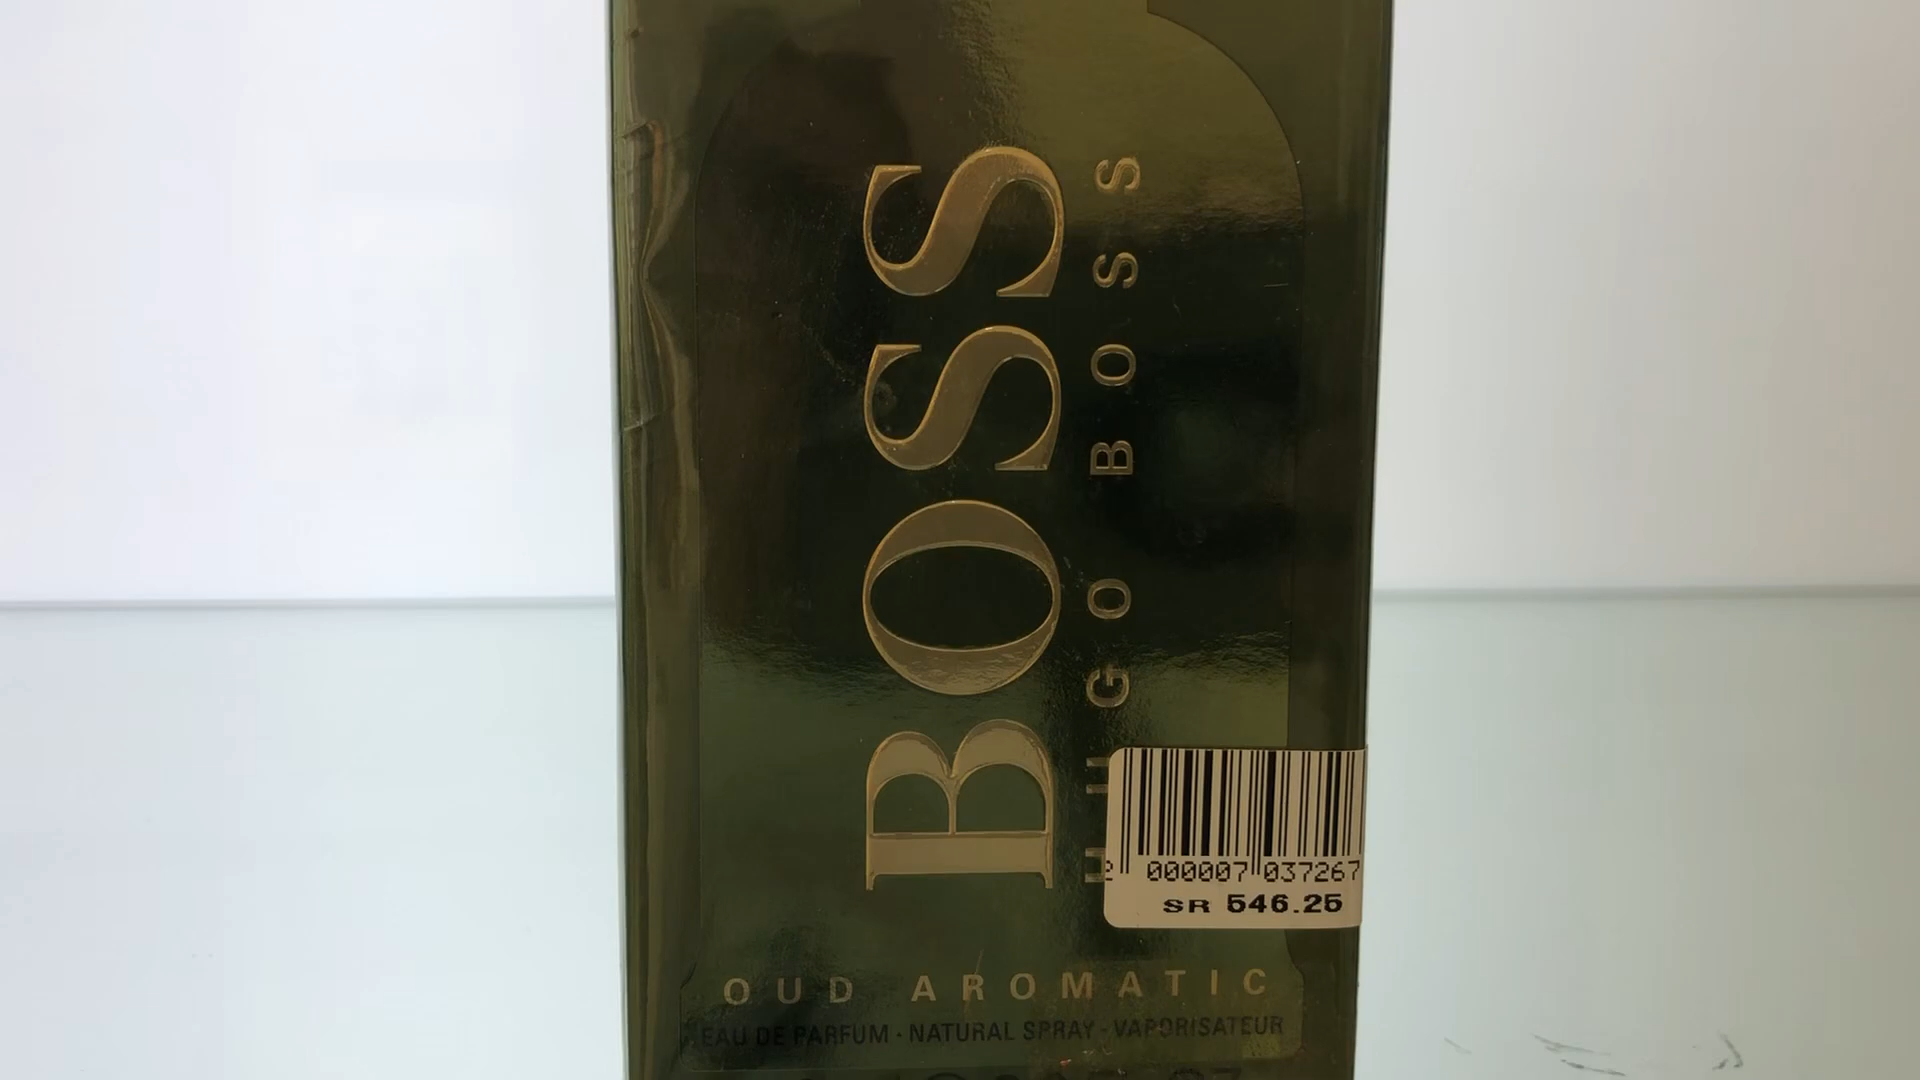 BOSS
HUGO BOSS
2 000007 037267
SR 546.25
OUD AROMATIC
EAU DE PARFUM · NATURAL SPRAY · VAPORISATEUR